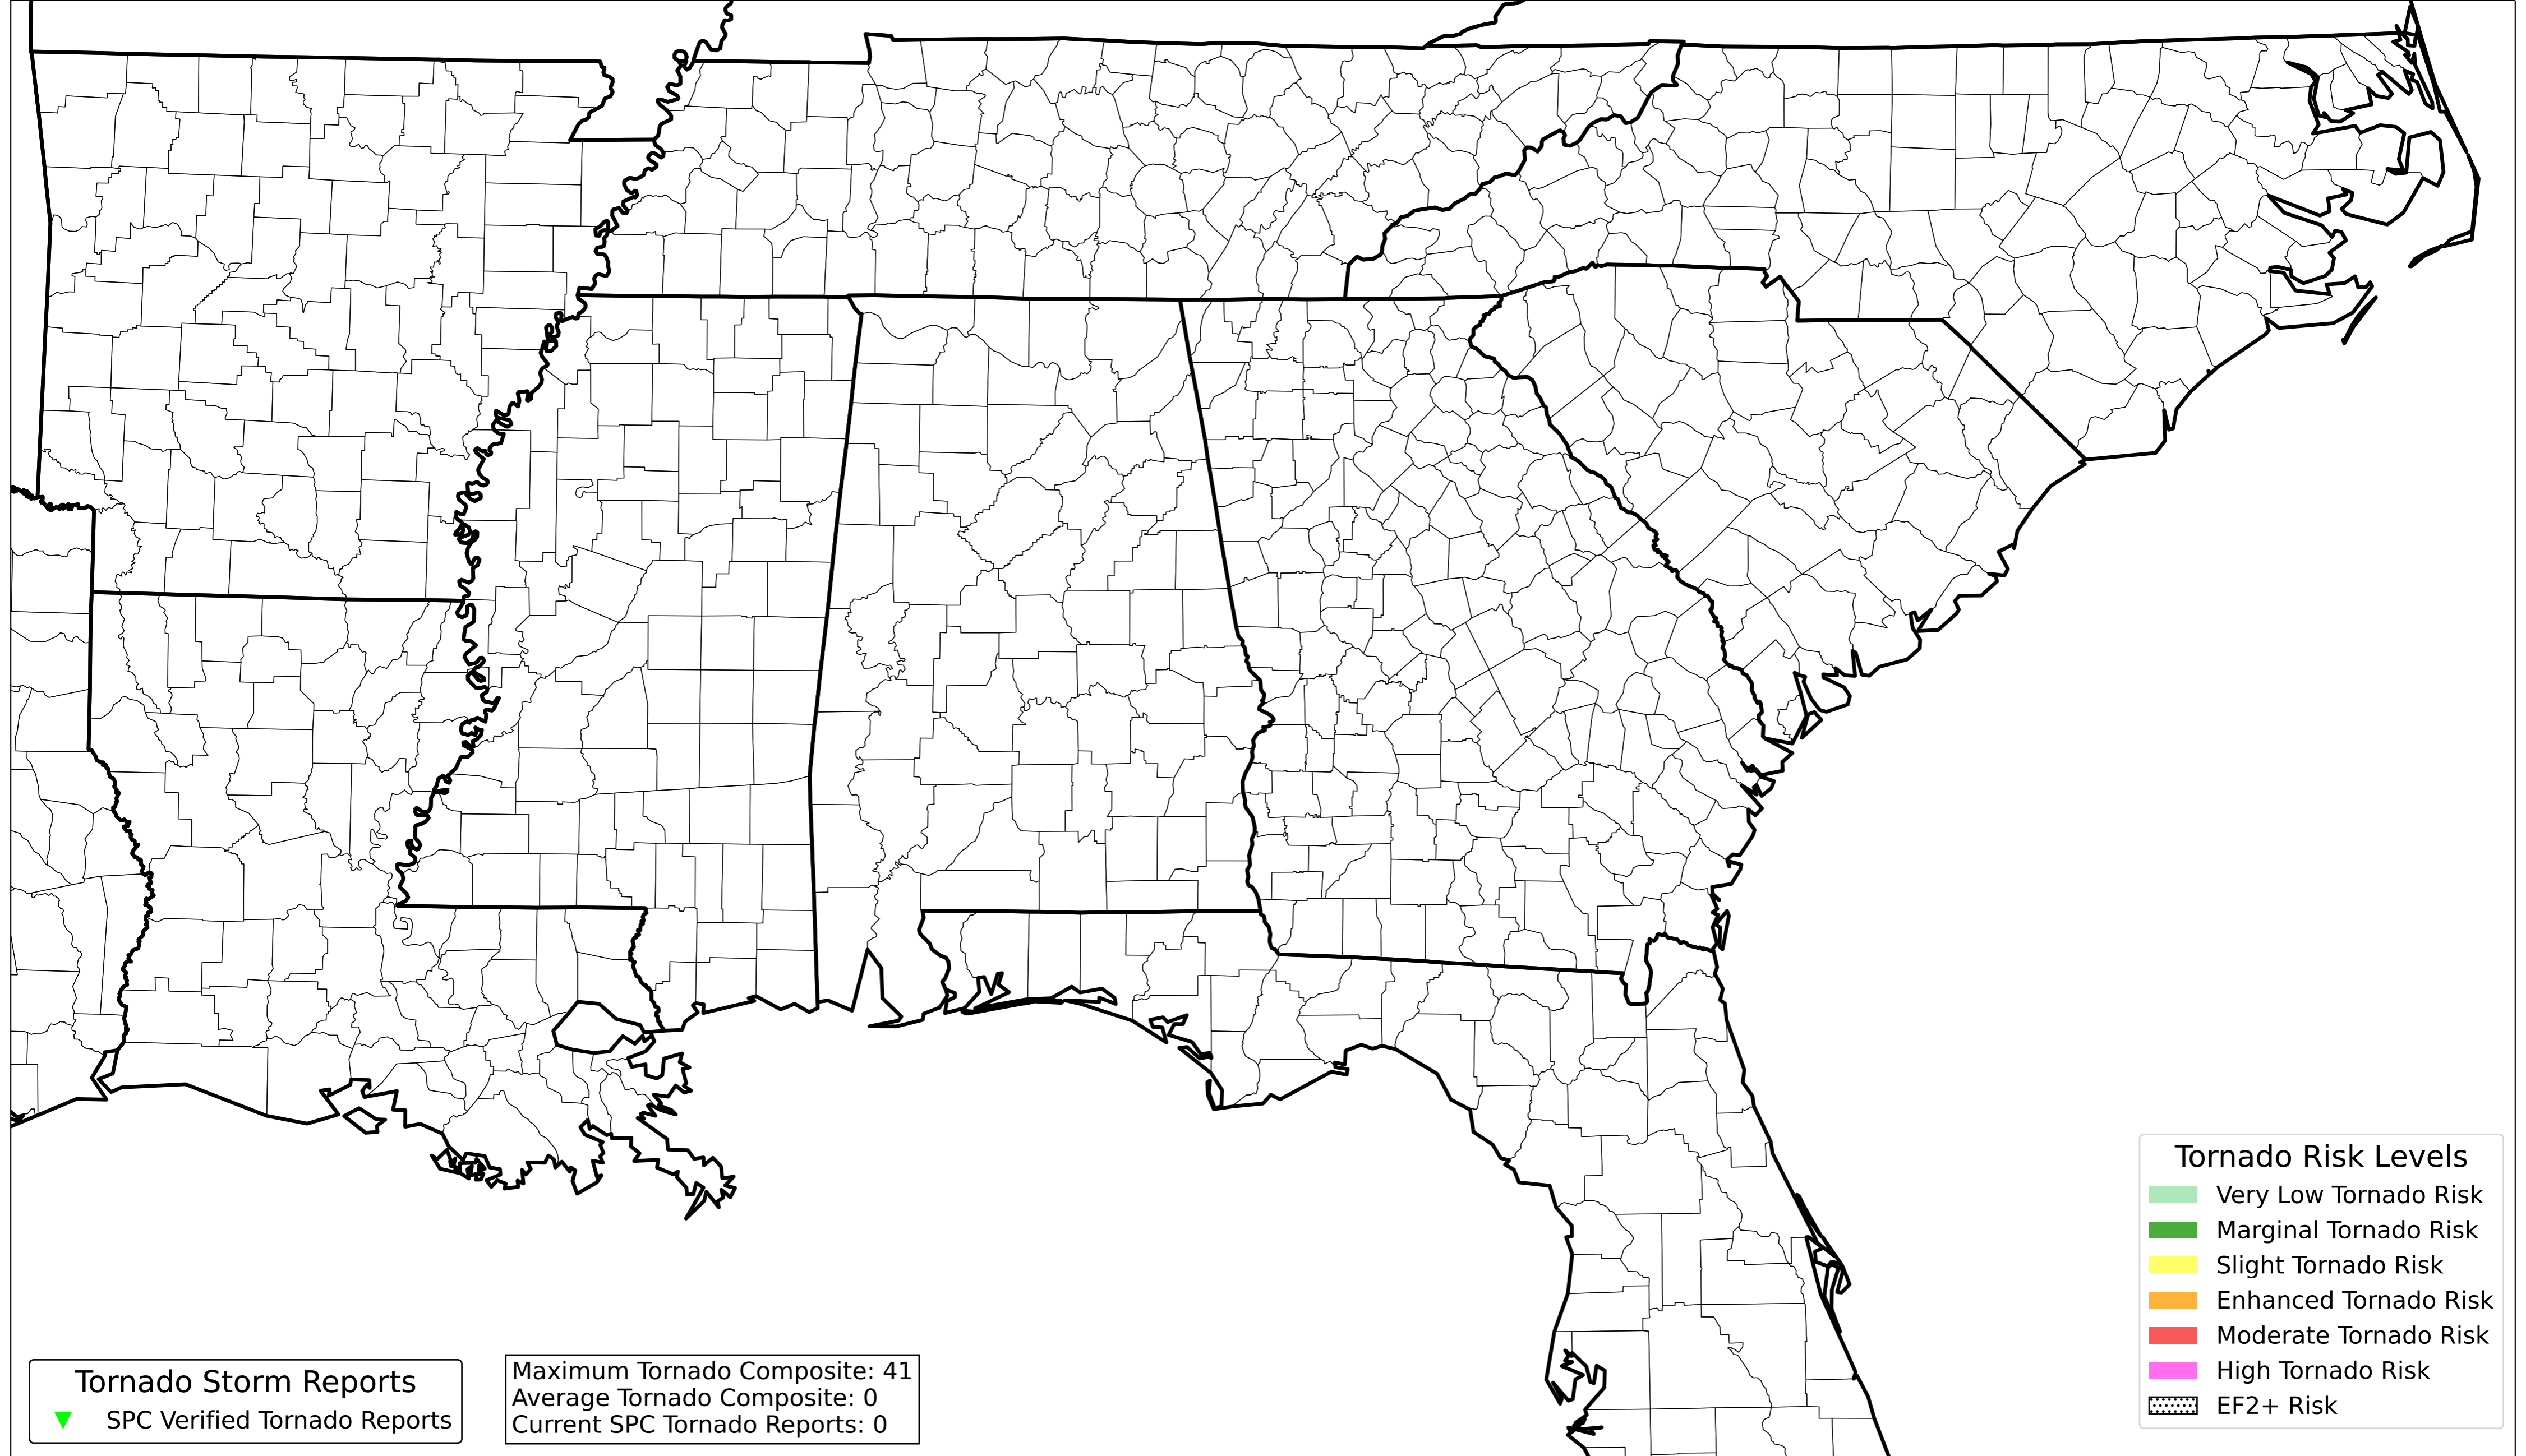 Tornado Risk Levels
Very Low Tornado Risk
Marginal Tornado Risk
Slight Tornado Risk
Enhanced Tornado Risk
Moderate Tornado Risk
High Tornado Risk
EF2+ Risk
Tornado Storm Reports
SPC Verified Tornado Reports
Maximum Tornado Composite: 41
Average Tornado Composite: 0
Current SPC Tornado Reports: 0